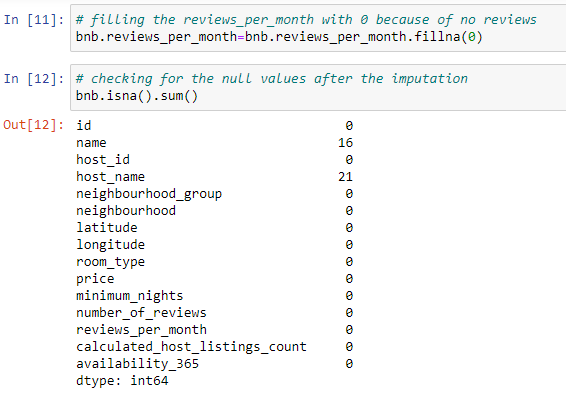 In [11]: # filling the reviews_per_month with 0 because of no reviews
bnb.reviews_per_month=bnb.reviews_per_month.fillna(0)
In [12]: # checking for the null values after the imputation
bnb.isna().sum()
Out[12]: id 0
name 16
host_id 0
host_name 21
neighbourhood_group 0
neighbourhood 0
latitude 0
longitude 0
room_type 0
price 0
minimum_nights 0
number_of_reviews 0
reviews_per_month 0
calculated_host_listings_count 0
availability_365 0
dtype: int64